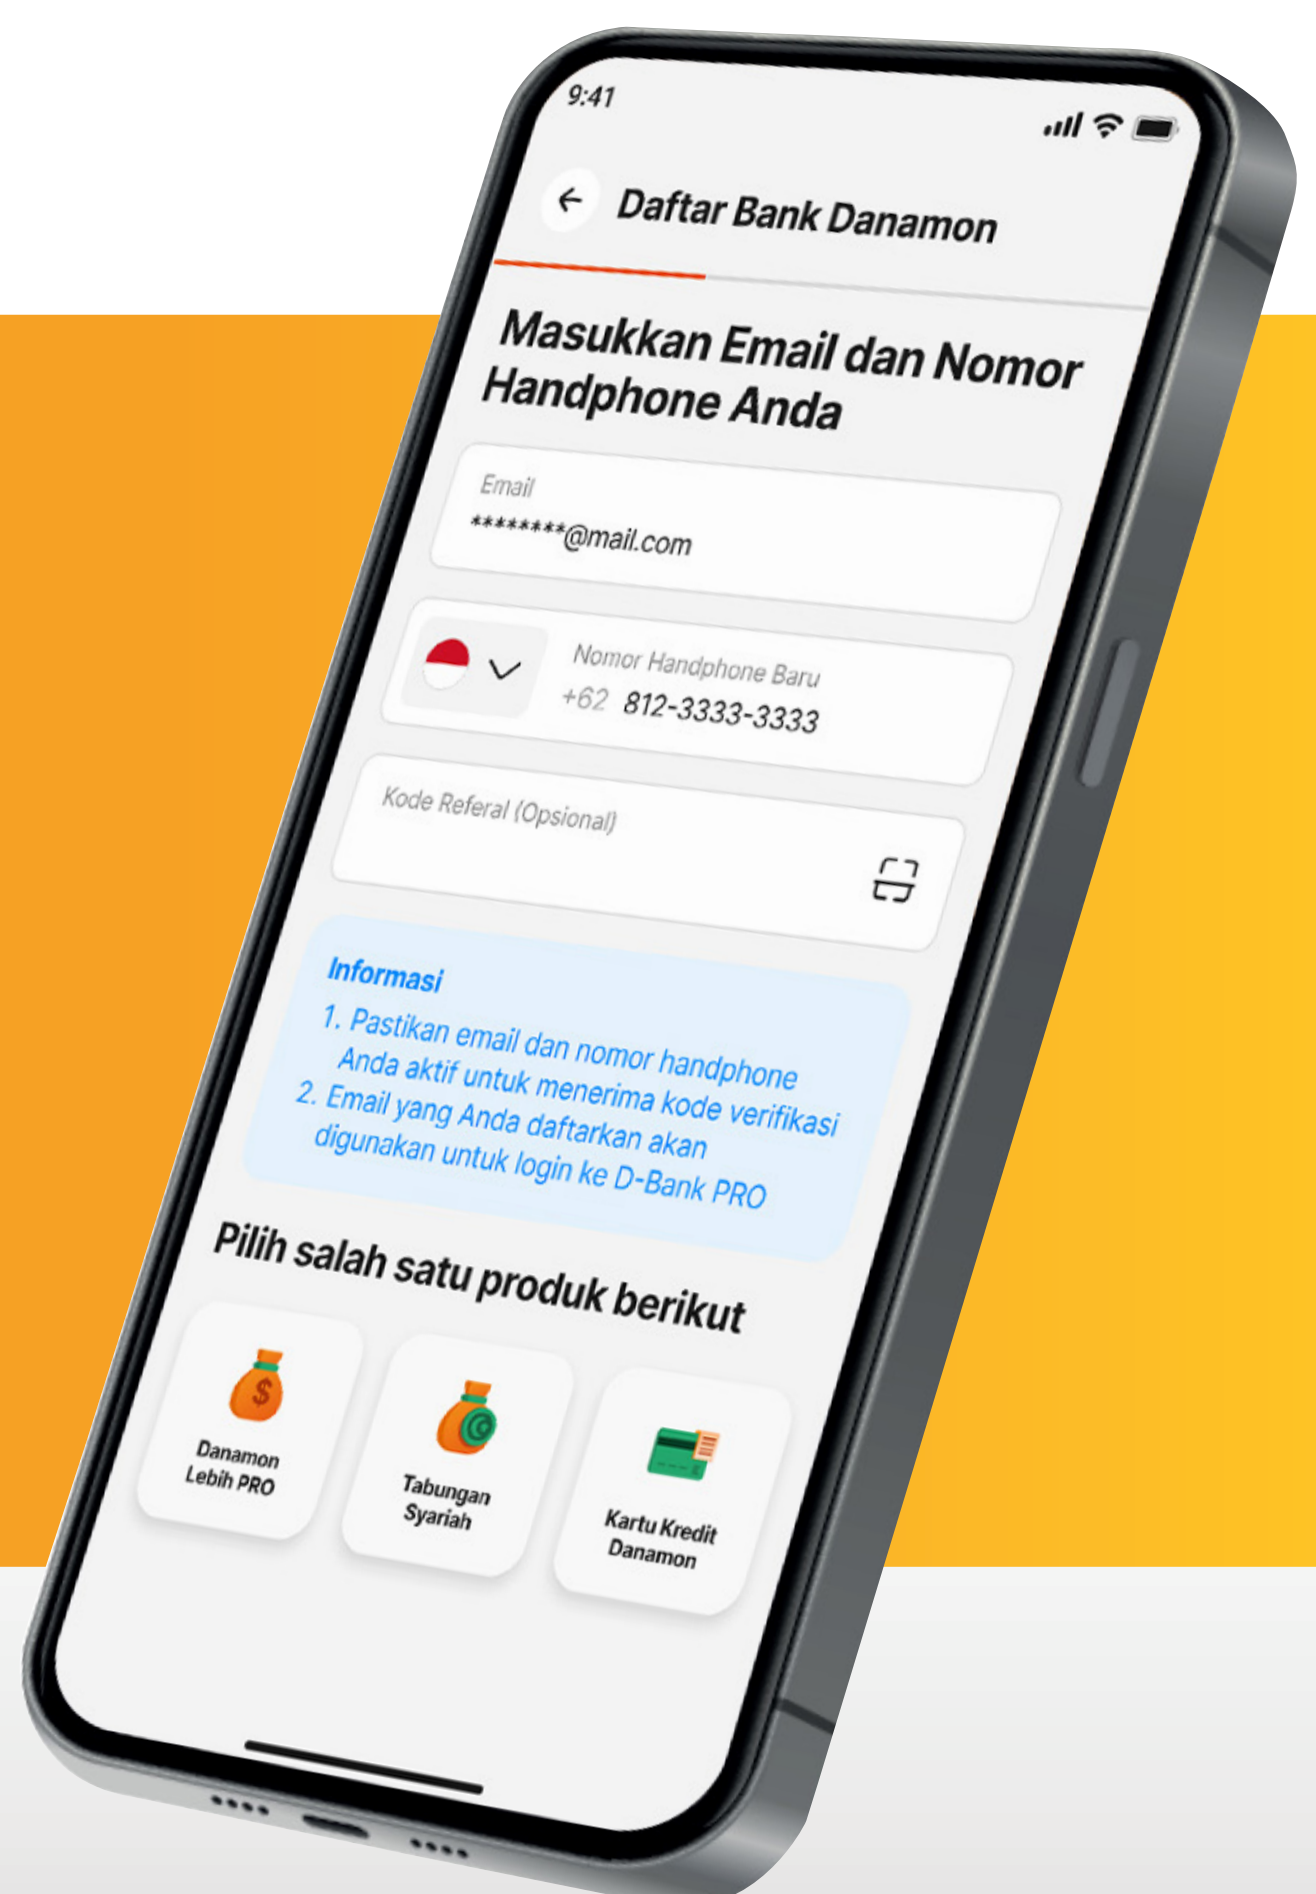 9:41
Daftar Bank Danamon
Masukkan Email dan Nomor
Handphone Anda
Email
********@mail.com
Nomor Handphone Baru
+62 812-3333-3333
Kode Referal (Opsional)
Informasi
1. Pastikan email dan nomor handphone
Anda aktif untuk menerima kode verifikasi
2. Email yang Anda daftarkan akan
digunakan untuk login ke D-Bank PRO
Pilih salah satu produk berikut
Danamon
Lebih PRO
Tabungan
Syariah
Kartu Kredit
Danamon